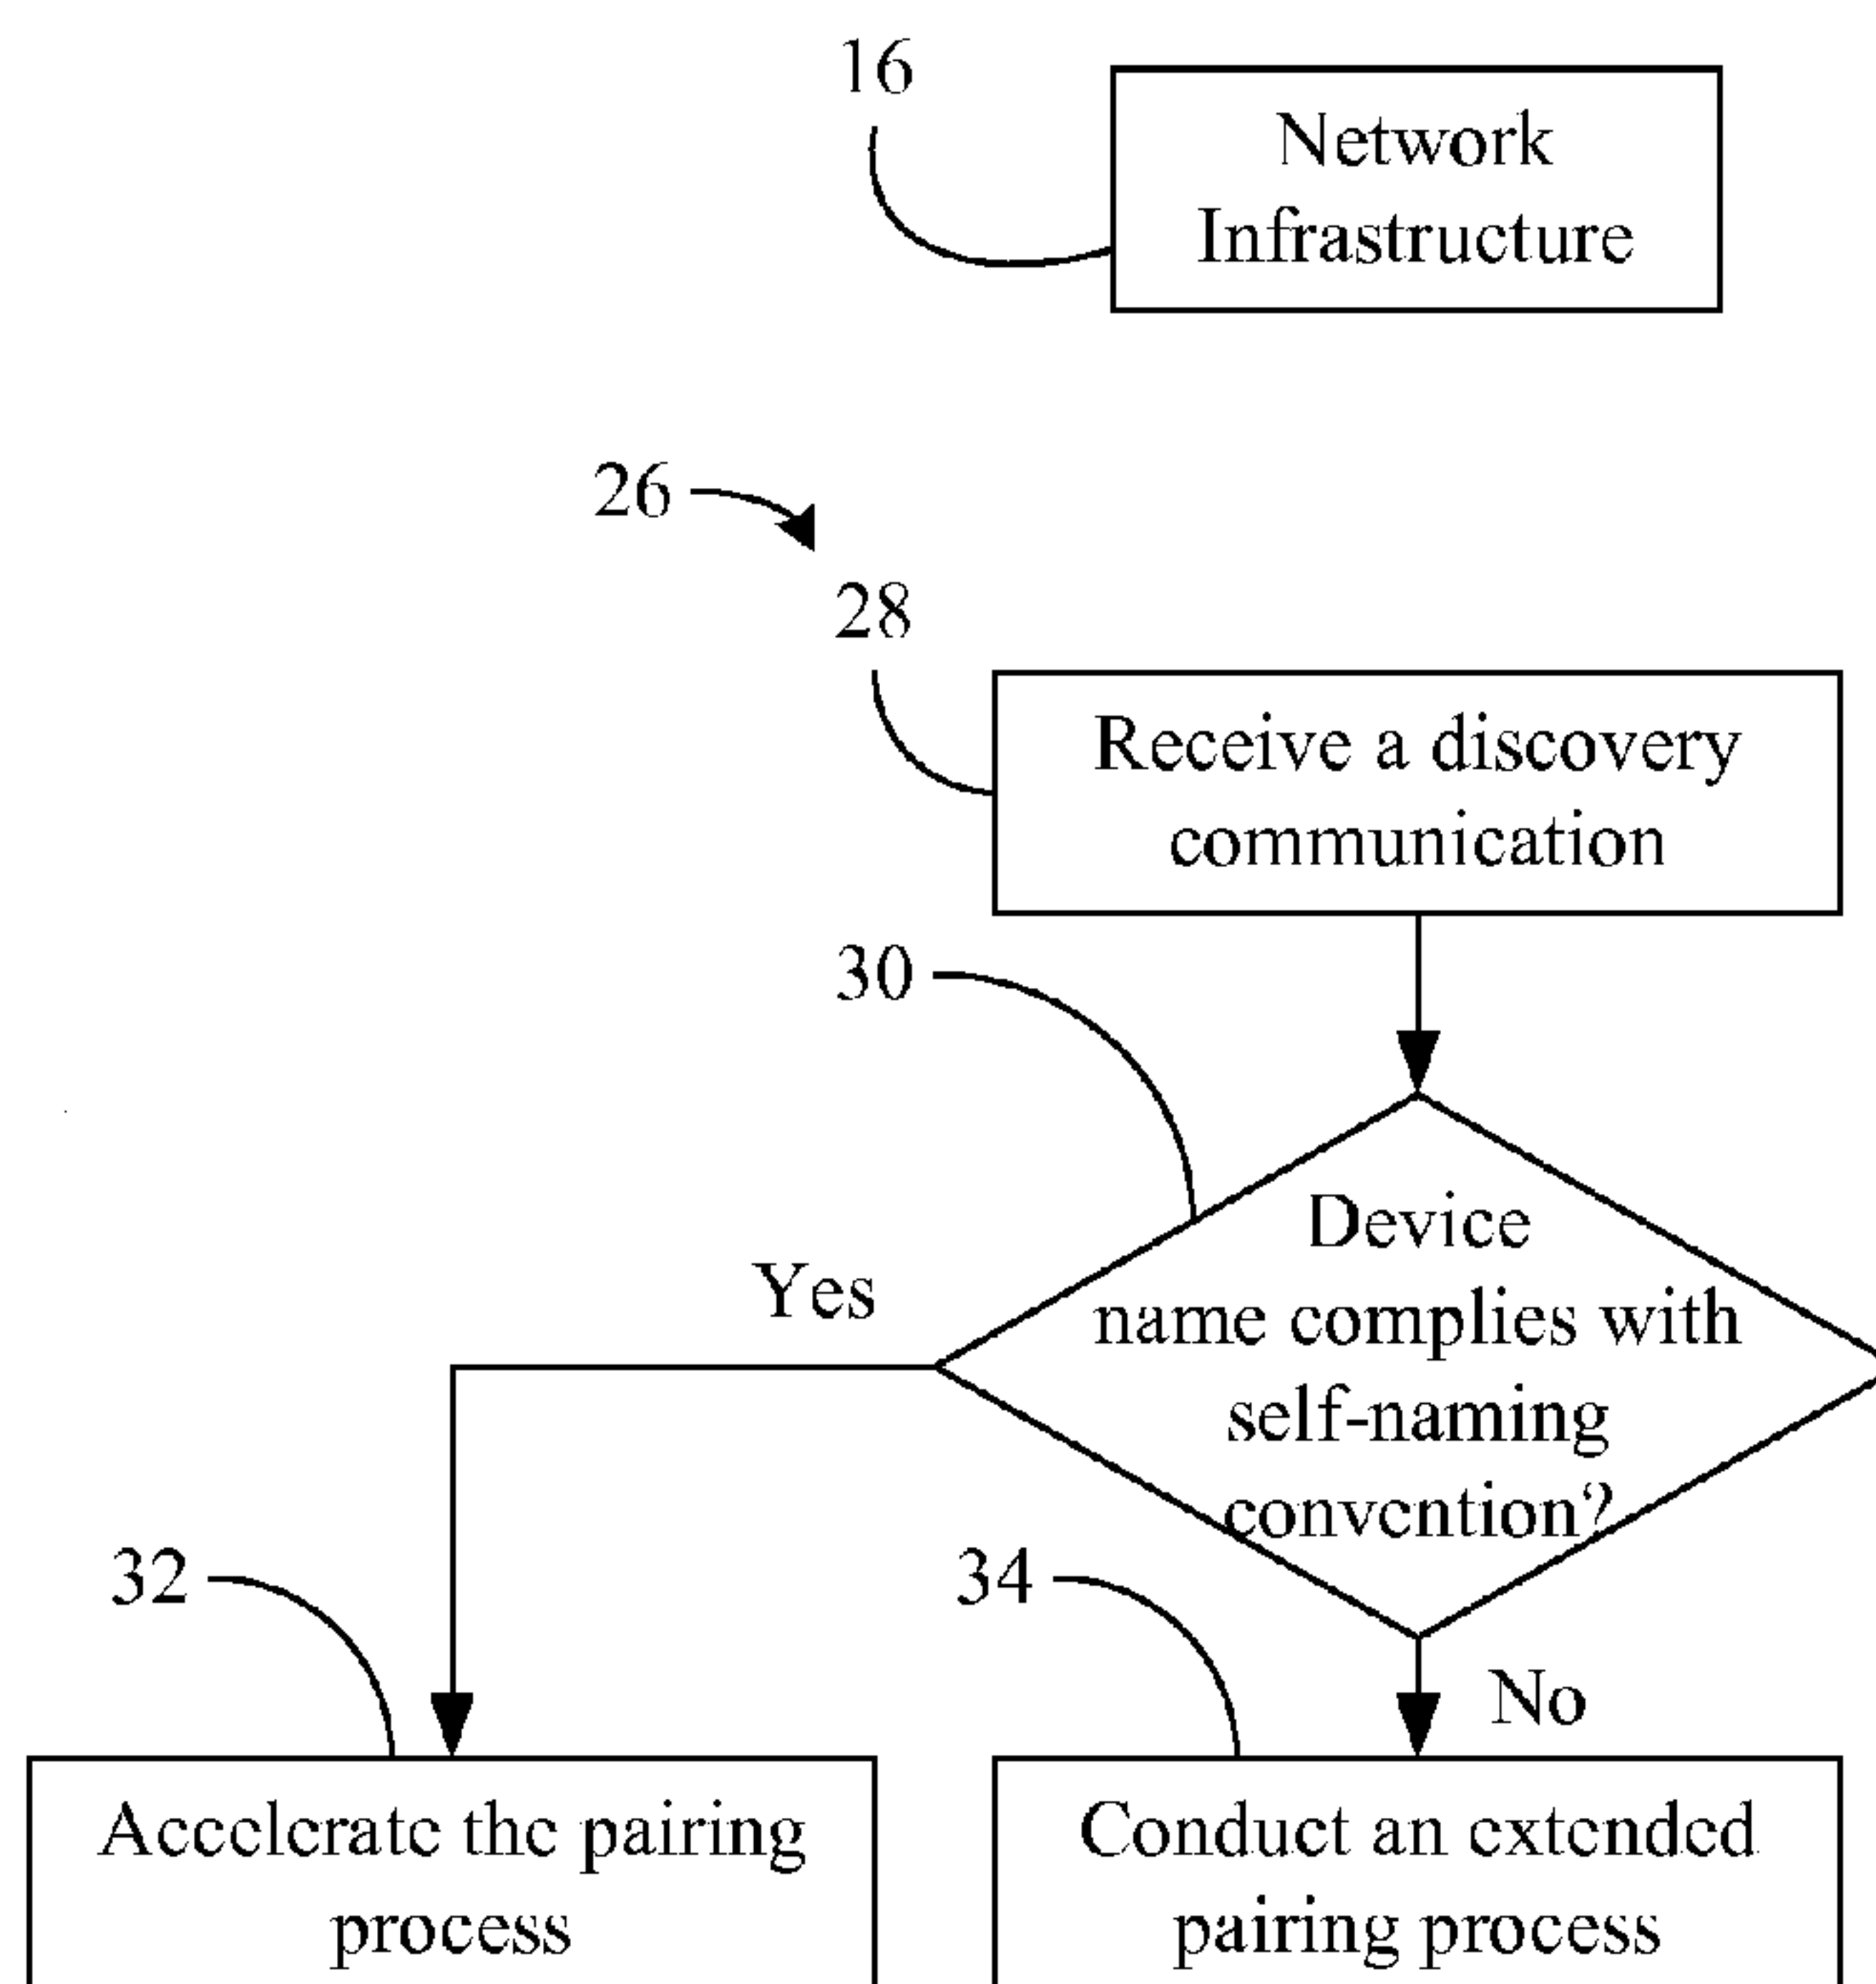 16
Network
Infrastructure
26
28
Receive a discovery
communication
30
Device
name complies with
self-naming
convention?
Yes
32
34
No
Accelerate the pairing
process
Conduct an extended
pairing process